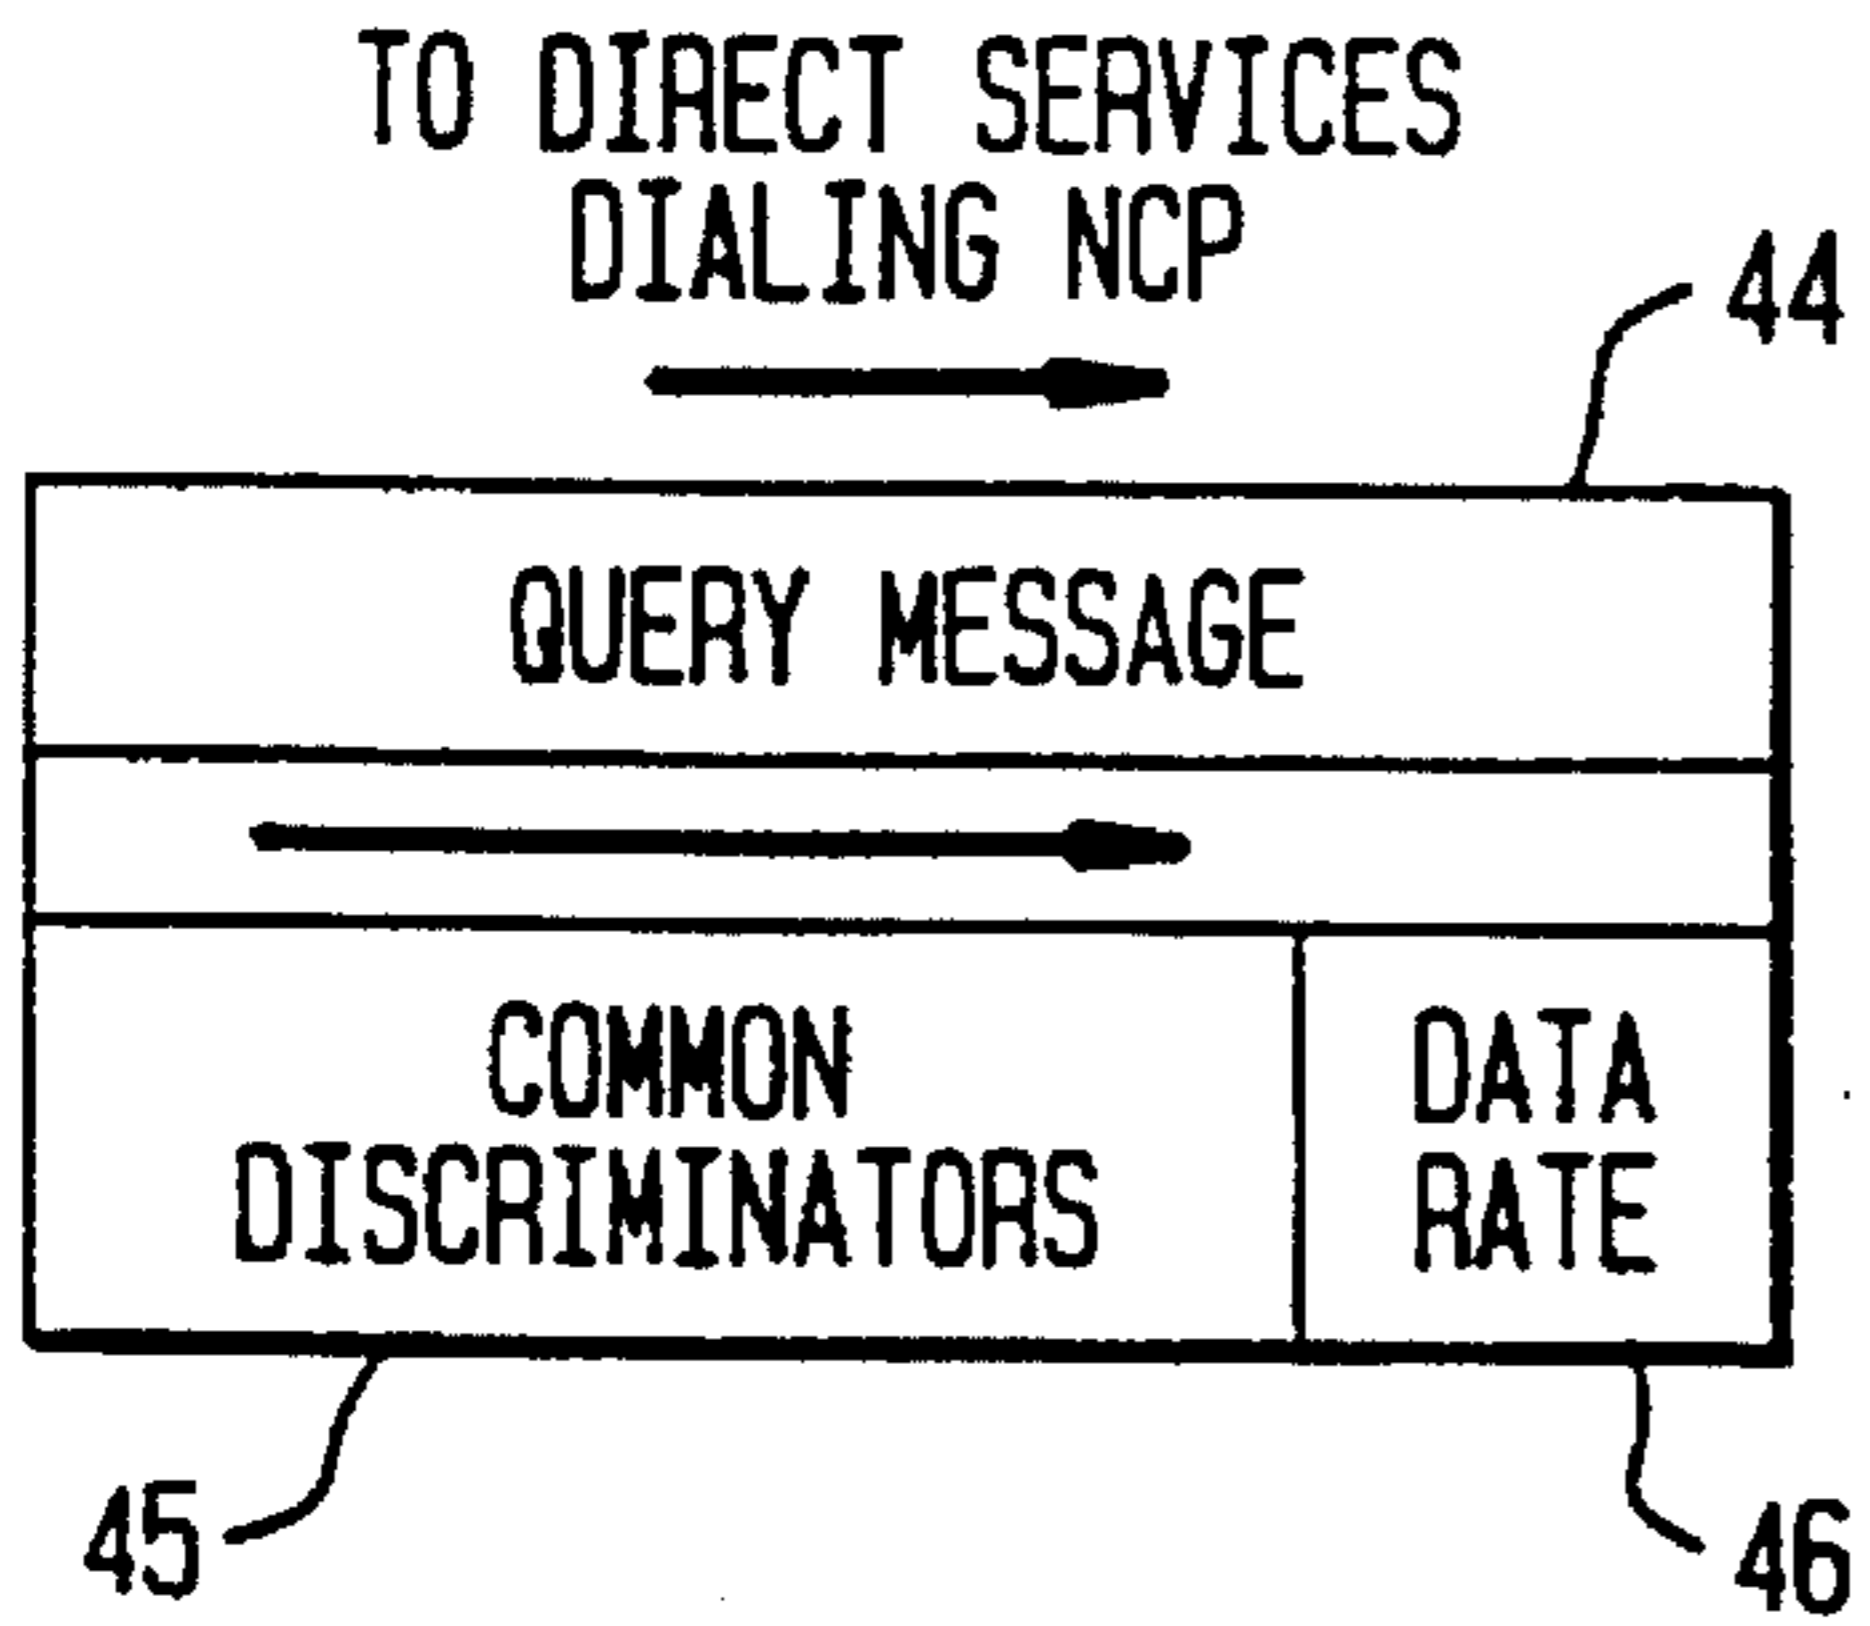 TO DIRECT SERVICES
DIALING NCP
44
QUERY MESSAGE
COMMON
DISCRIMINATORS
DATA
RATE
45
46